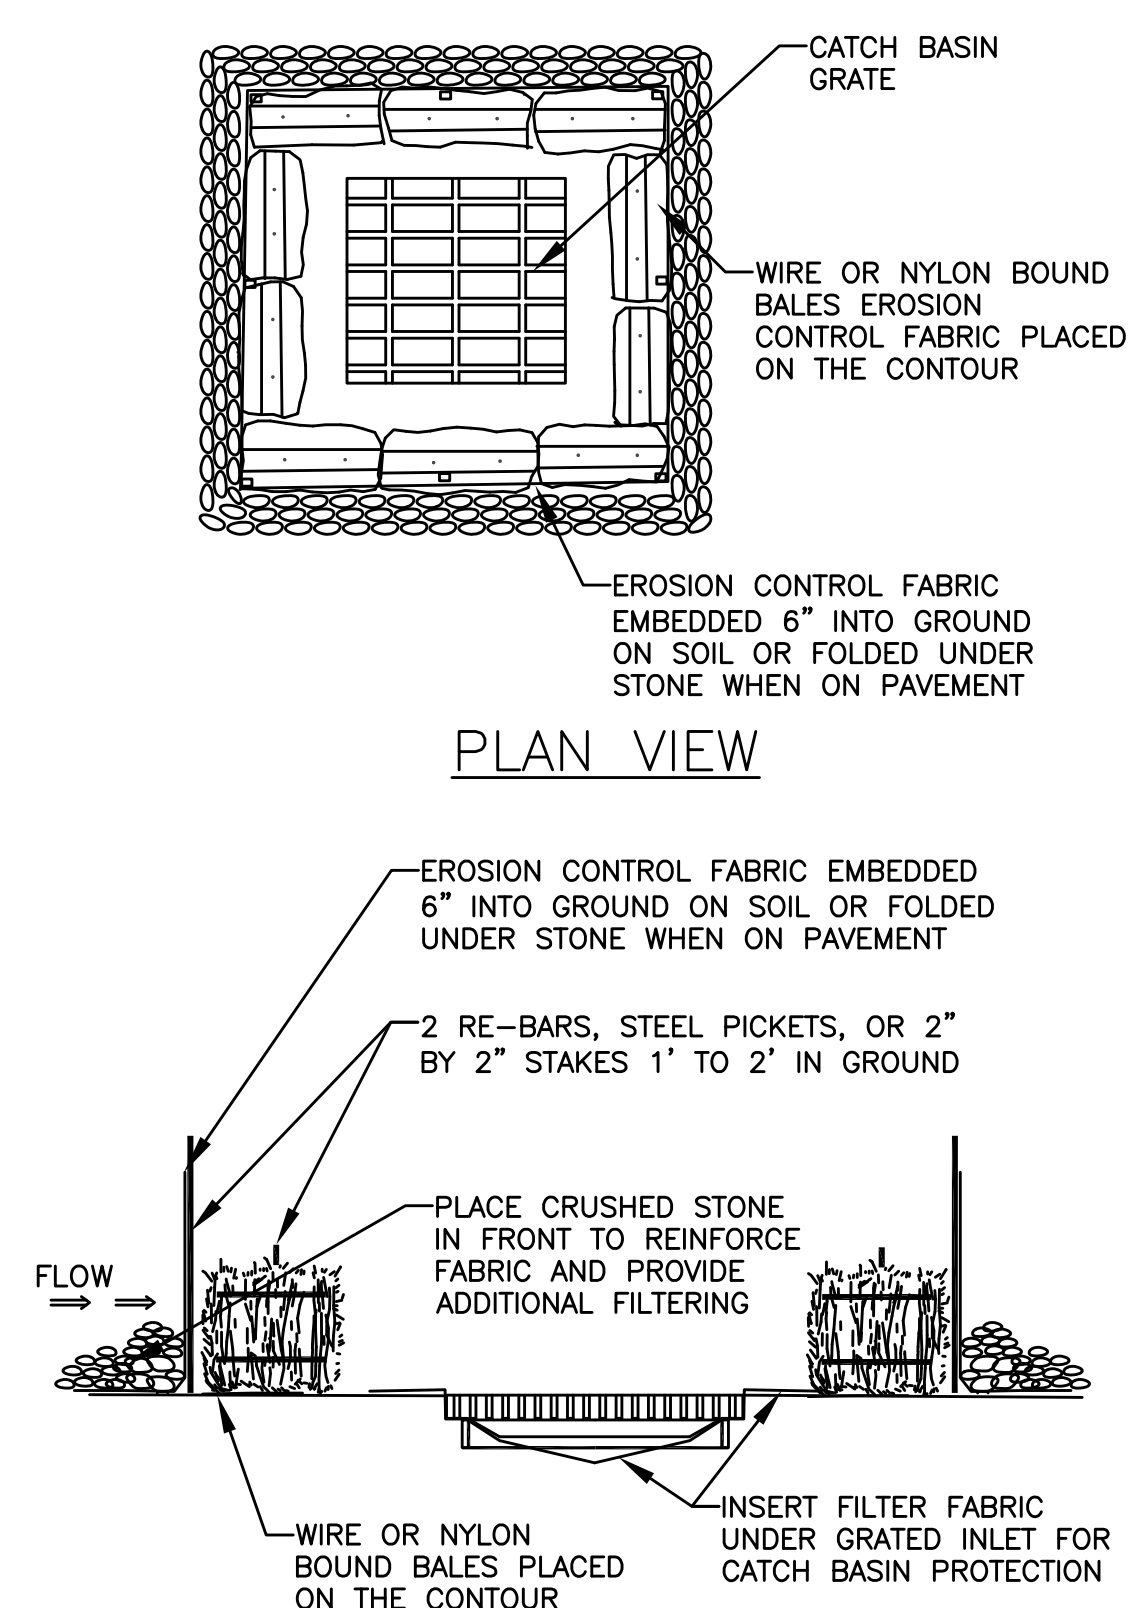 CATCH BASIN
GRATE
WIRE OR NYLON BOUND
BALES EROSION
CONTROL FABRIC PLACED
ON THE CONTOUR
EROSION CONTROL FABRIC
EMBEDDED 6" INTO GROUND
ON SOIL OR FOLDED UNDER
STONE WHEN ON PAVEMENT
PLAN VIEW
EROSION CONTROL FABRIC EMBEDDED
6" INTO GROUND ON SOIL OR FOLDED
UNDER STONE WHEN ON PAVEMENT
2 RE-BARS, STEEL PICKETS, OR 2"
BY 2" STAKES 1' TO 2' IN GROUND
PLACE CRUSHED STONE
IN FRONT TO REINFORCE
FABRIC AND PROVIDE
ADDITIONAL FILTERING
FLOW
INSERT FILTER FABRIC
UNDER GRATED INLET FOR
CATCH BASIN PROTECTION
WIRE OR NYLON
BOUND BALES PLACED
ON THE CONTOUR